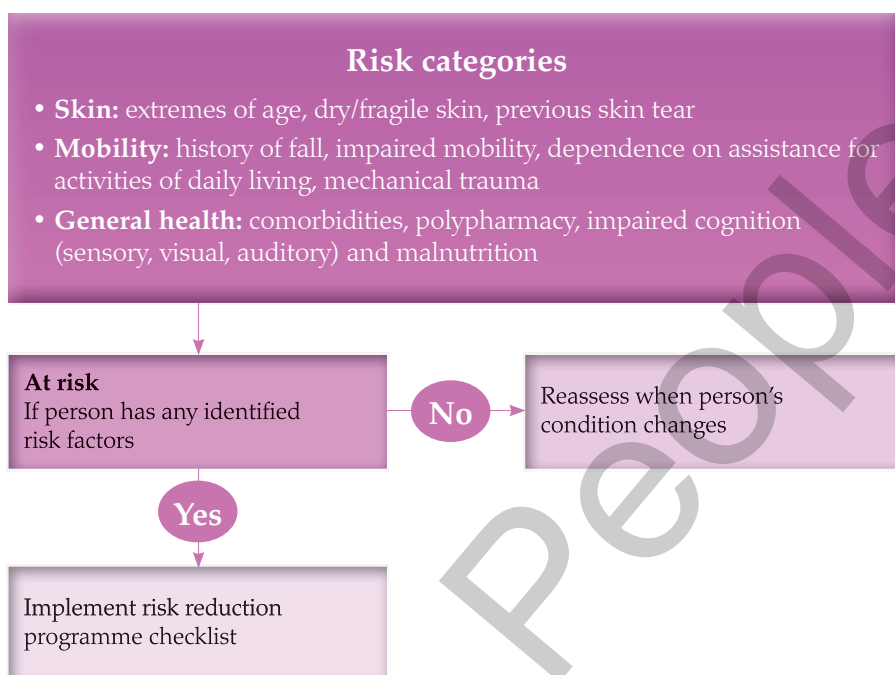 Risk categories
• Skin: extremes of age, dry/fragile skin, previous skin tear
• Mobility: history of fall, impaired mobility, dependence on assistance for
activities of daily living, mechanical trauma
• General health: comorbidities, polypharmacy, impaired cognition
(sensory, visual, auditory) and malnutrition
At risk
If person has any identified
risk factors
No
Reassess when person's
condition changes
Yes
Implement risk reduction
programme checklist
People